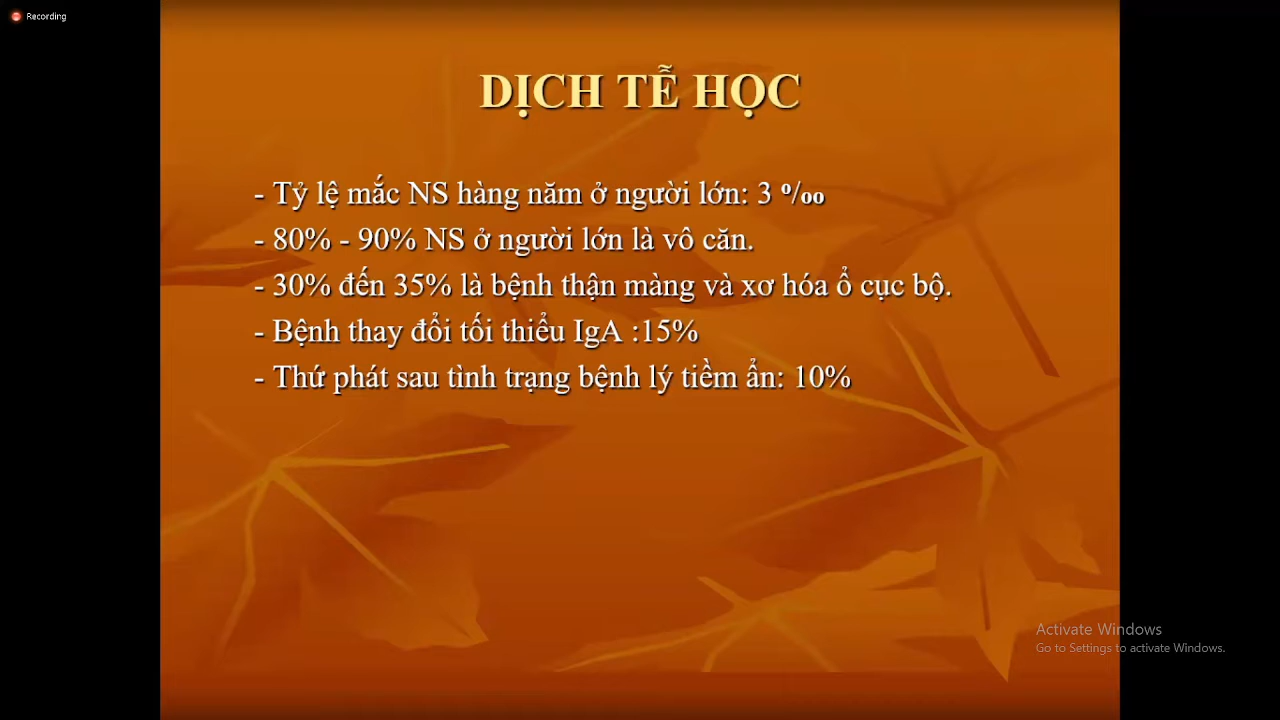 Recording
DỊCH TỄ HỌC
- Tỷ lệ mắc NS hàng năm ở người lớn: 3 º/oo
- 80% - 90% NS ở người lớn là vô căn.
- 30% đến 35% là bệnh thận màng và xơ hóa ổ cục bộ.
- Bệnh thay đổi tối thiểu IgA :15%
- Thứ phát sau tình trạng bệnh lý tiềm ẩn: 10%
Activate Windows
Go to Settings to activate Windows.